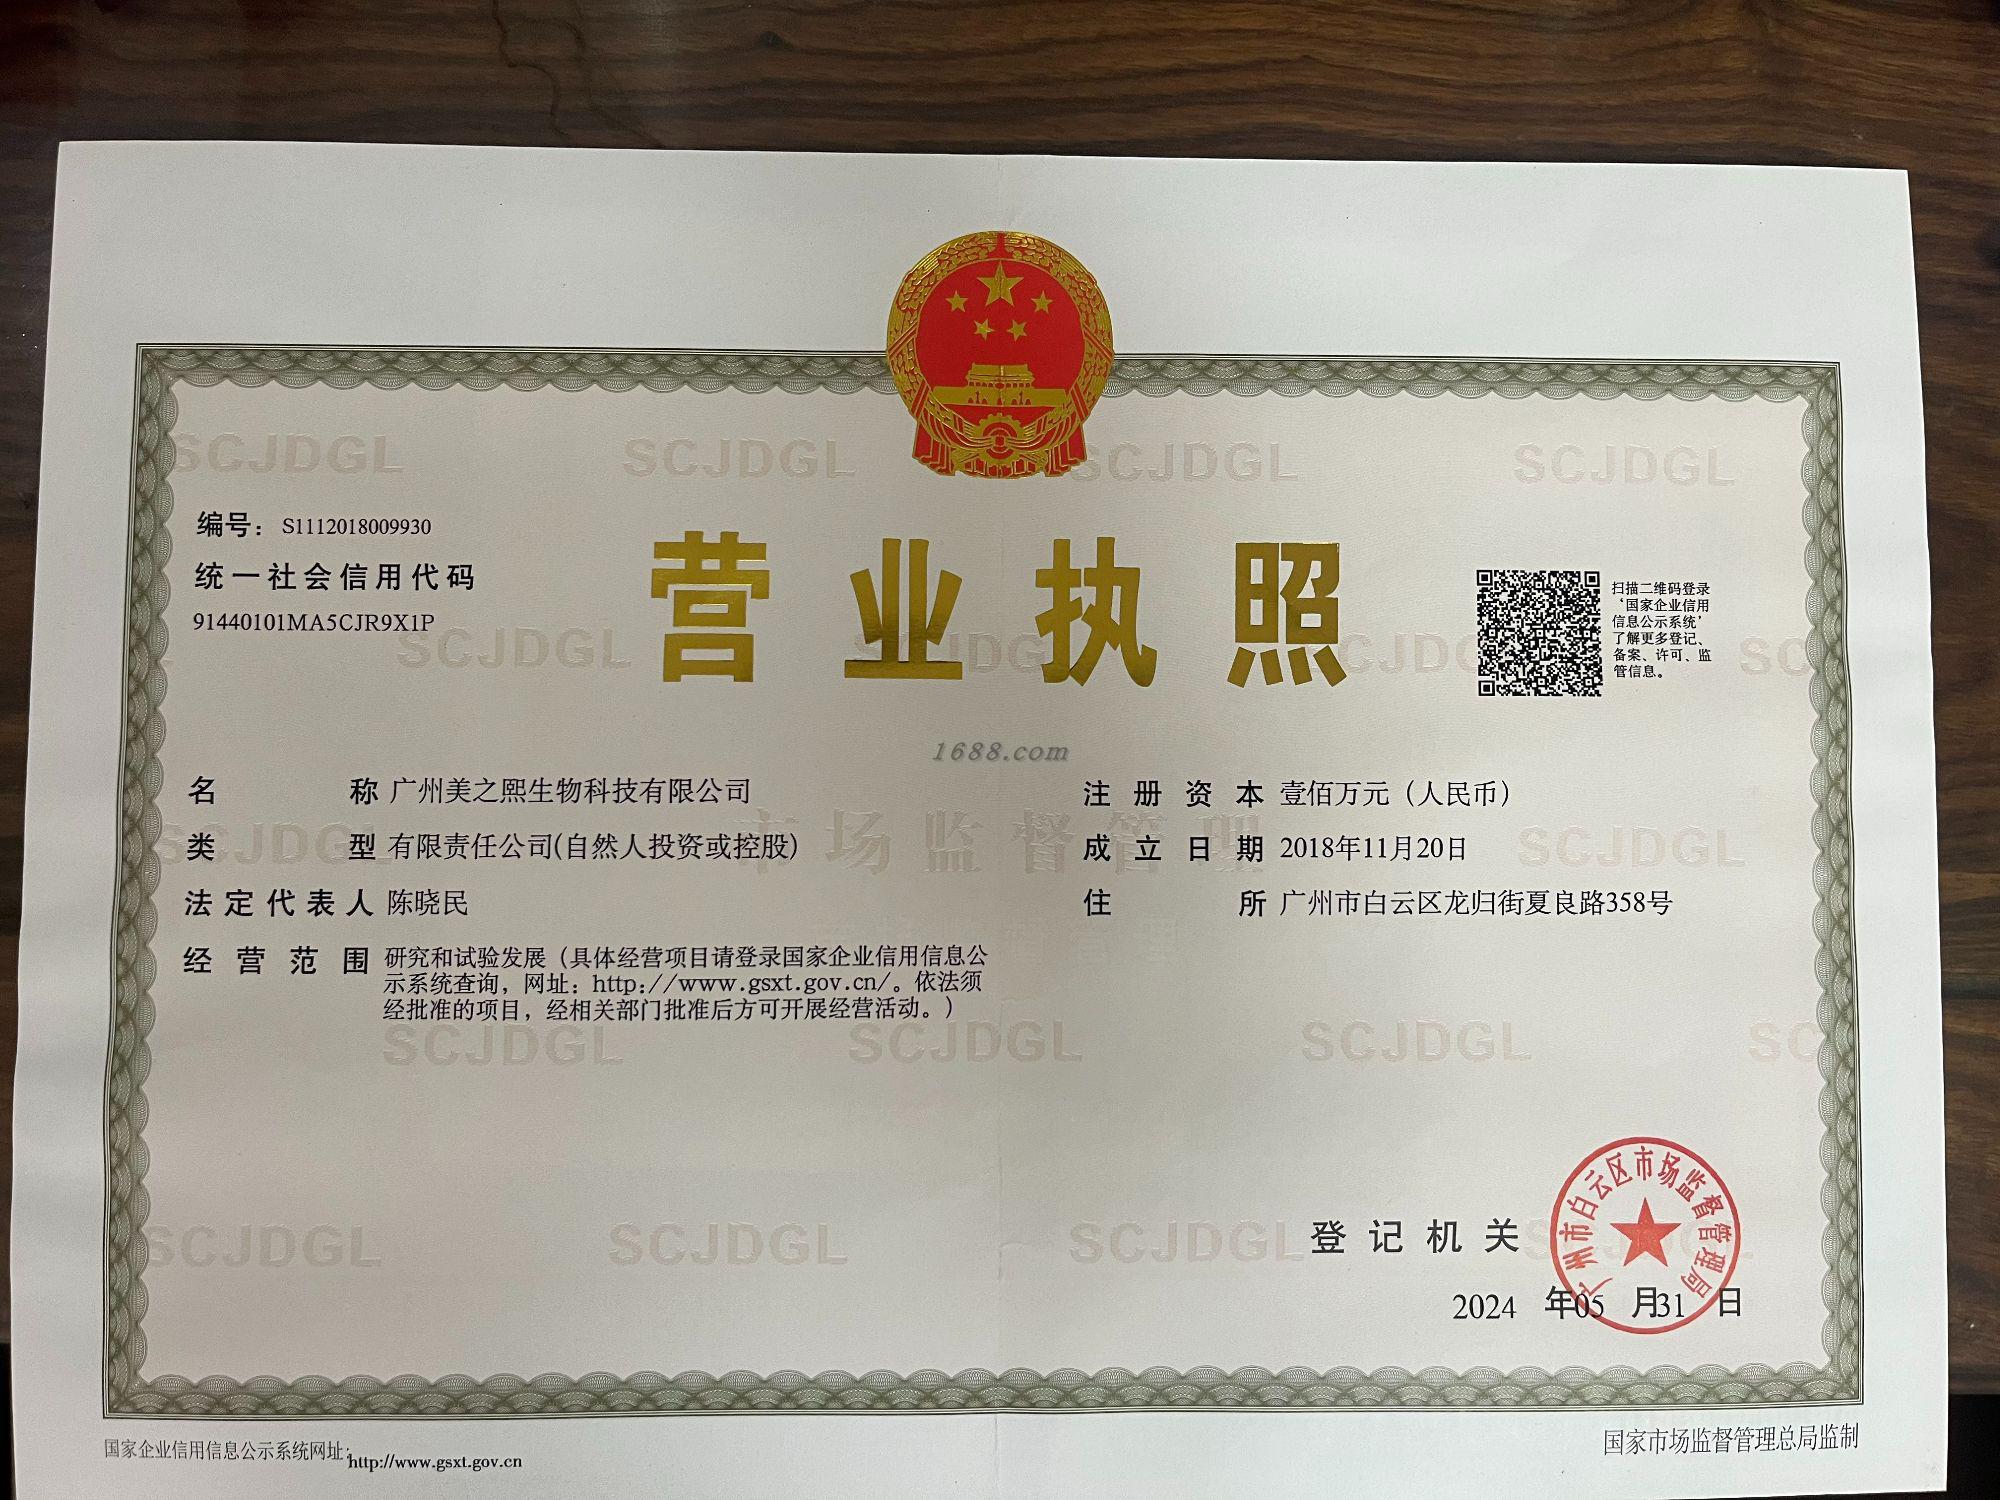 SCJDGL SCJDGL SCJDGL SCJDGL
编号： S1112018009930
统一社会信用代码
91440101MA5CJR9X1P
营业执照
扫描二维码登录
‘国家企业信用
信息公示系统’
了解更多登记、
备案、许可、监
管信息。
SCJDGL
1688.com
名称 广州美之熙生物科技有限公司
类型 有限责任公司(自然人投资或控股)
法定代表人 陈晓民
经营范围 研究和试验发展（具体经营项目请登录国家企业信用信息公
示系统查询，网址：http://www.gsxt.gov.cn/。依法须
经批准的项目，经相关部门批准后方可开展经营活动。）
注册资本 壹佰万元（人民币）
成立日期 2018年11月20日
住所 广州市白云区龙归街夏良路358号
市场监督管理
SCJDGL SCJDGL
SCJDGL SCJDGL SCJDGL
SCJDGL SCJDGL SCJDGL
登记机关
广州市白云区市场监督管理局
2024 年05 月31 日
国家企业信用信息公示系统网址：http://www.gsxt.gov.cn
国家市场监督管理总局监制